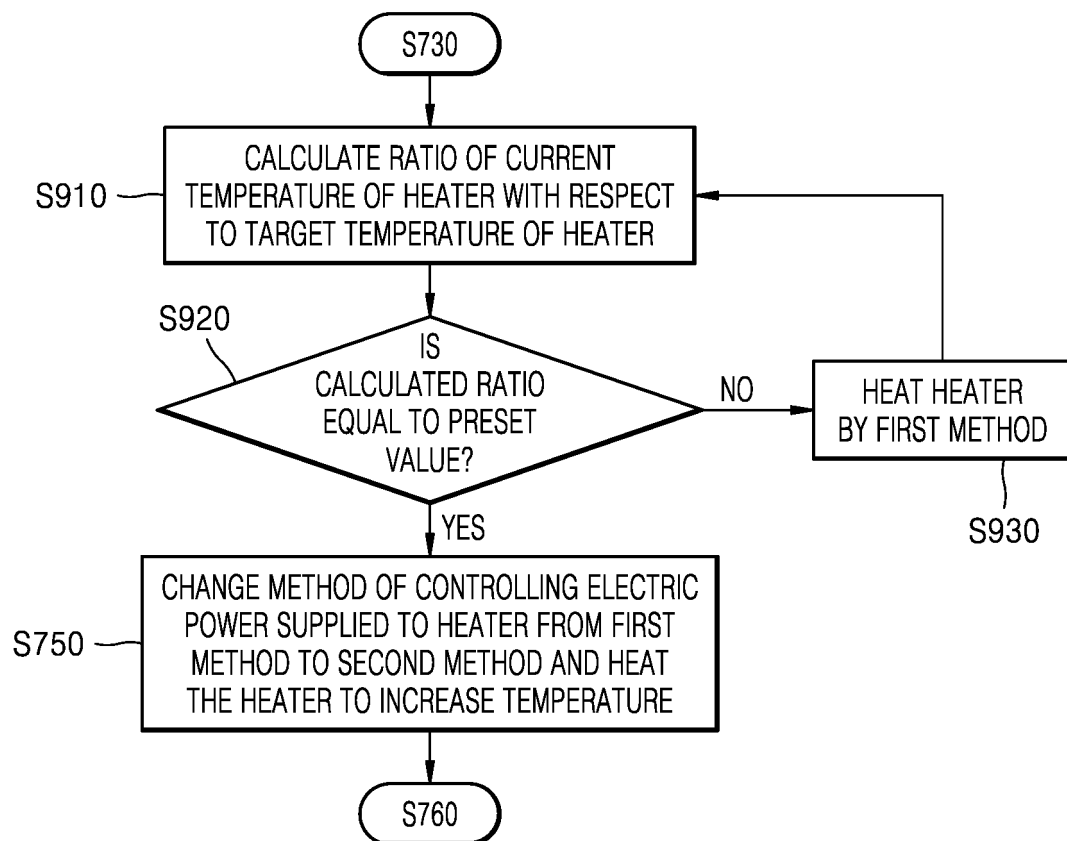 S730
CALCULATE RATIO OF CURRENT
TEMPERATURE OF HEATER WITH RESPECT
TO TARGET TEMPERATURE OF HEATER
S910
S920
IS
CALCULATED RATIO
EQUAL TO PRESET
VALUE?
NO
HEAT HEATER
BY FIRST METHOD
S930
YES
CHANGE METHOD OF CONTROLLING ELECTRIC
POWER SUPPLIED TO HEATER FROM FIRST
METHOD TO SECOND METHOD AND HEAT
THE HEATER TO INCREASE TEMPERATURE
S750
S760